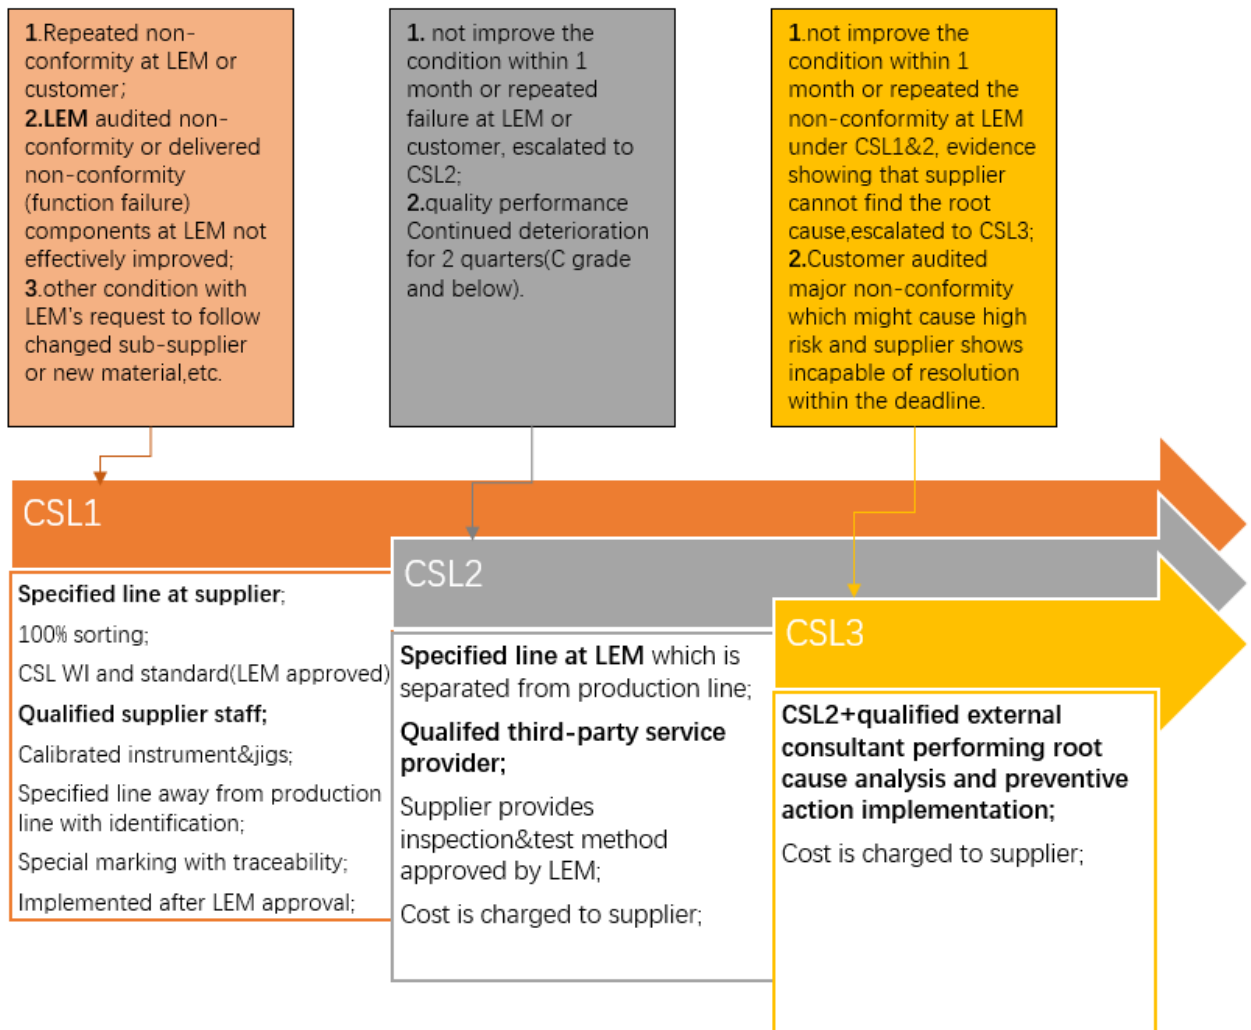 1.Repeated non-
conformity at LEM or
customer;
2.LEM audited non-
conformity or delivered
non-conformity
(function failure)
components at LEM not
effectively improved;
3.other condition with
LEM's request to follow
changed sub-supplier
or new material,etc.
1. not improve the
condition within 1
month or repeated
failure at LEM or
customer, escalated to
CSL2;
2.quality performance
Continued deterioration
for 2 quarters(C grade
and below).
1.not improve the
condition within 1
month or repeated the
non-conformity at LEM
under CSL1&2, evidence
showing that supplier
cannot find the root
cause,escalated to CSL3;
2.Customer audited
major non-conformity
which might cause high
risk and supplier shows
incapable of resolution
within the deadline.
CSL1
Specified line at supplier;
100% sorting;
CSL WI and standard(LEM approved)
Qualified supplier staff;
Calibrated instrument&jigs;
Specified line away from production
line with identification;
Special marking with traceability;
Implemented after LEM approval;
CSL2
Specified line at LEM which is
separated from production line;
Qualifed third-party service
provider;
Supplier provides
inspection&test method
approved by LEM;
Cost is charged to supplier;
CSL3
CSL2+qualified external
consultant performing root
cause analysis and preventive
action implementation;
Cost is charged to supplier;